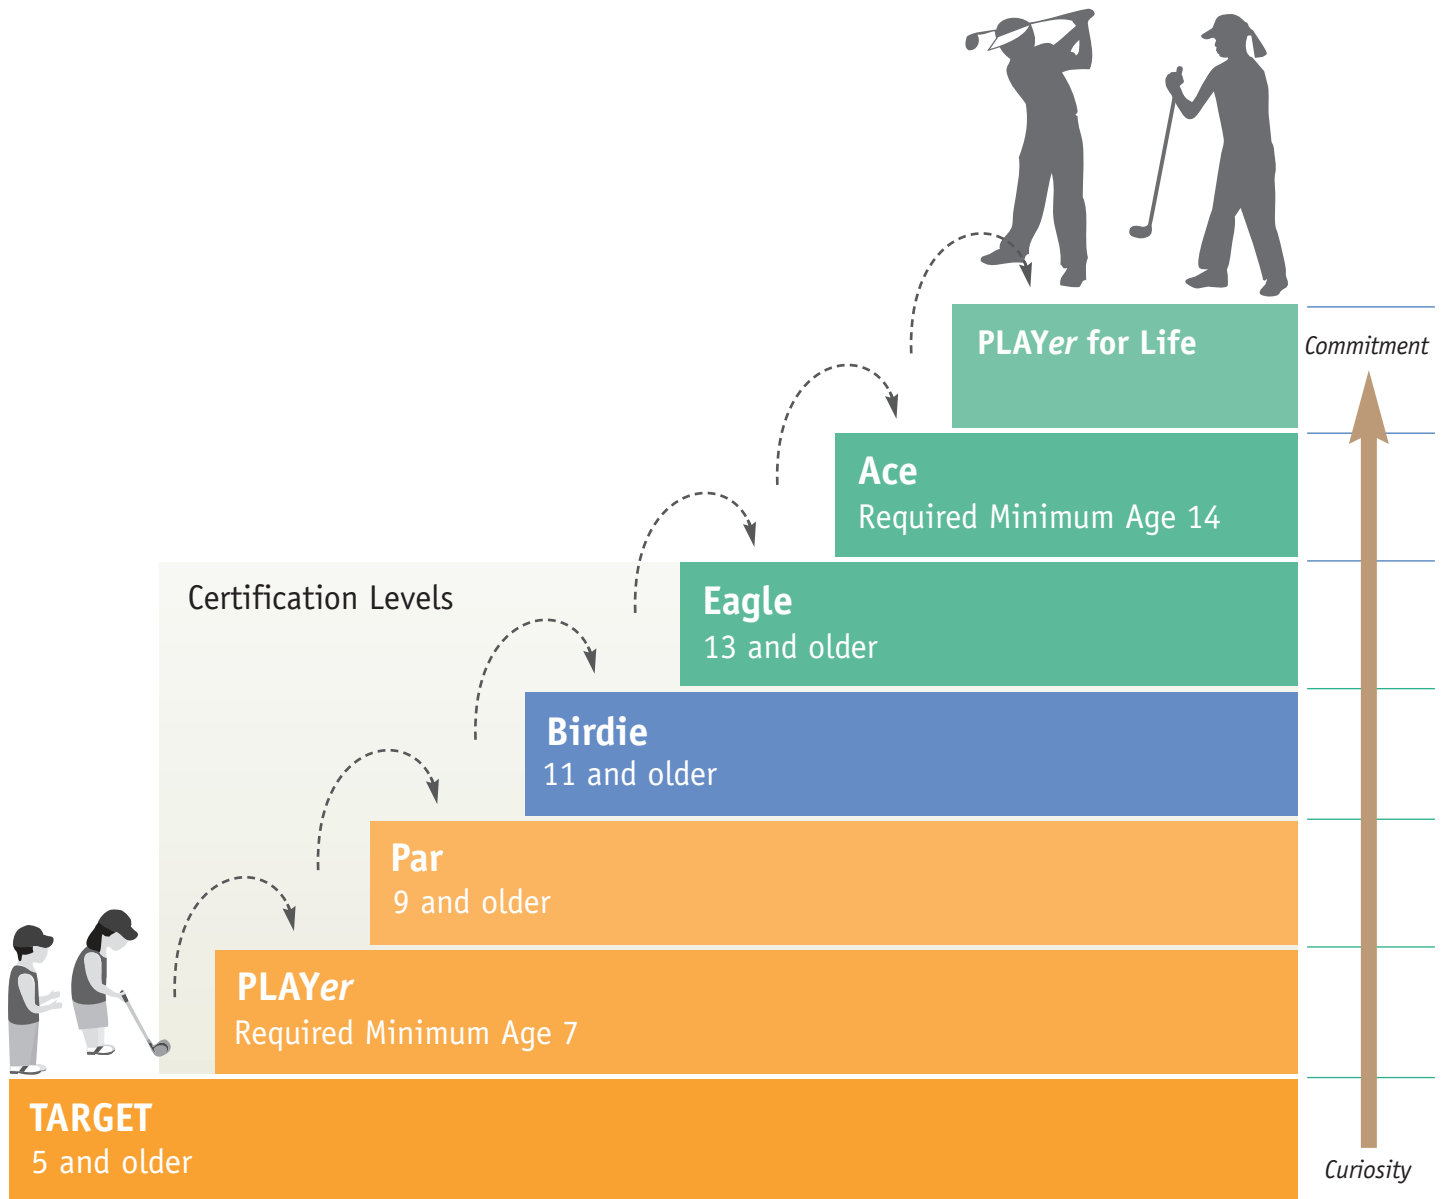 PLAYer for Life
Commitment
Ace
Required Minimum Age 14
Certification Levels
Eagle
13 and older
Birdie
11 and older
Par
9 and older
PLAYer
Required Minimum Age 7
TARGET
5 and older
Curiosity